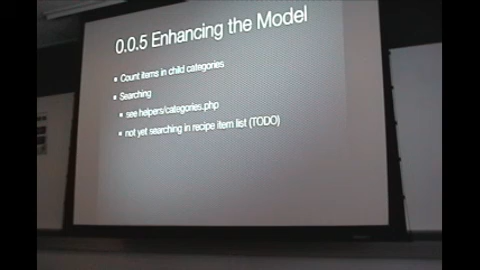 0.0.5 Enhancing the Model
Count items in child categories
Searching
see helpers/categories.php
not yet searching in recipe item list (TODO)